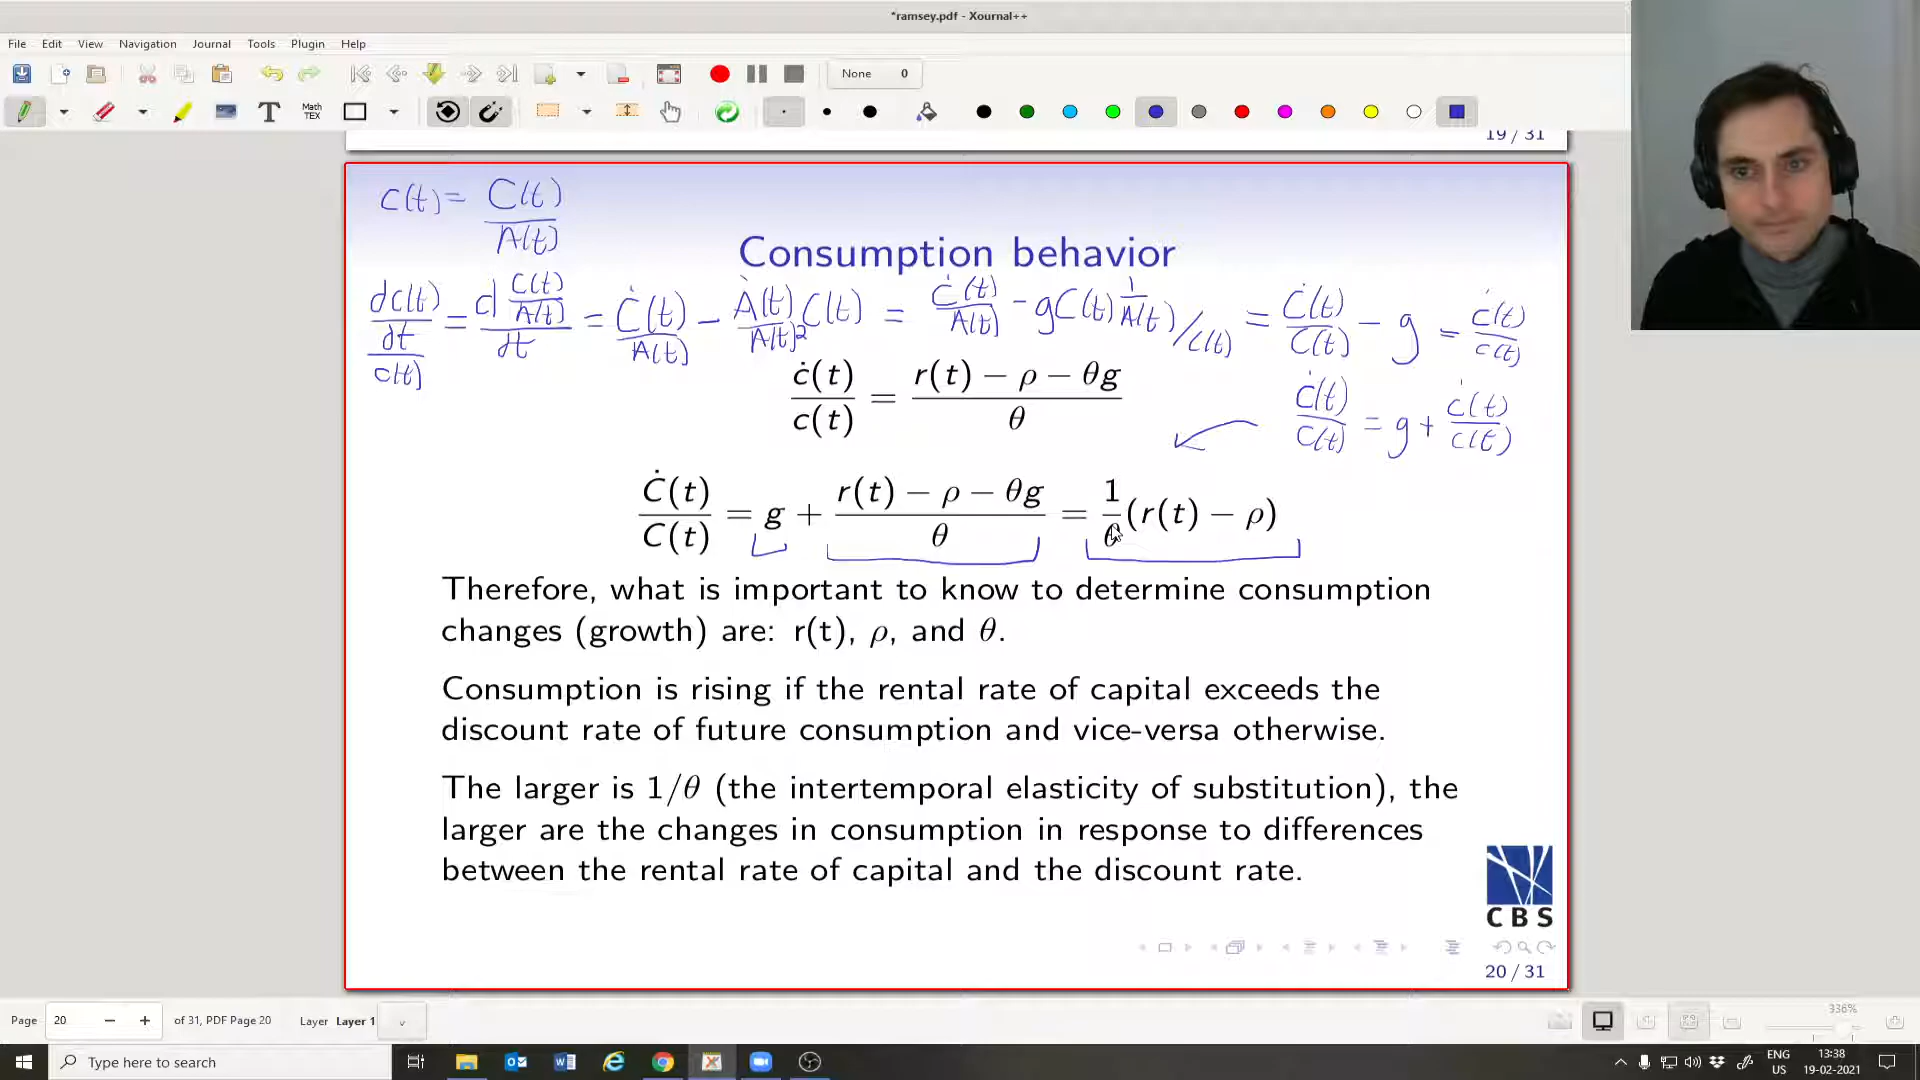 *ramsey.pdf - Xournal++
File Edit View Navigation Journal Tools Plugin Help
None 0
T Math TEX
19 / 31
c(t) = C(t) / A(t)
Consumption behavior
dc(t)/dt / c(t) = d C(t)/A(t) / dt = Ċ(t)/A(t) − Ȧ(t)/A(t)² C(t) = Ċ(t)/A(t) − gC(t) 1/A(t) / c(t) = Ċ(t)/C(t) − g = ċ(t)/c(t)
ċ(t)/c(t) = (r(t) − ρ − θg)/θ
Ċ(t)/C(t) = g + ċ(t)/c(t)
Ċ(t)/C(t) = g + (r(t) − ρ − θg)/θ = 1/θ (r(t) − ρ)
Therefore, what is important to know to determine consumption
changes (growth) are: r(t), ρ, and θ.
Consumption is rising if the rental rate of capital exceeds the
discount rate of future consumption and vice-versa otherwise.
The larger is 1/θ (the intertemporal elasticity of substitution), the
larger are the changes in consumption in response to differences
between the rental rate of capital and the discount rate.
CBS
20 / 31
Page 20 of 31, PDF Page 20 Layer Layer 1
336%
Type here to search
ENG
US
13:38
19-02-2021